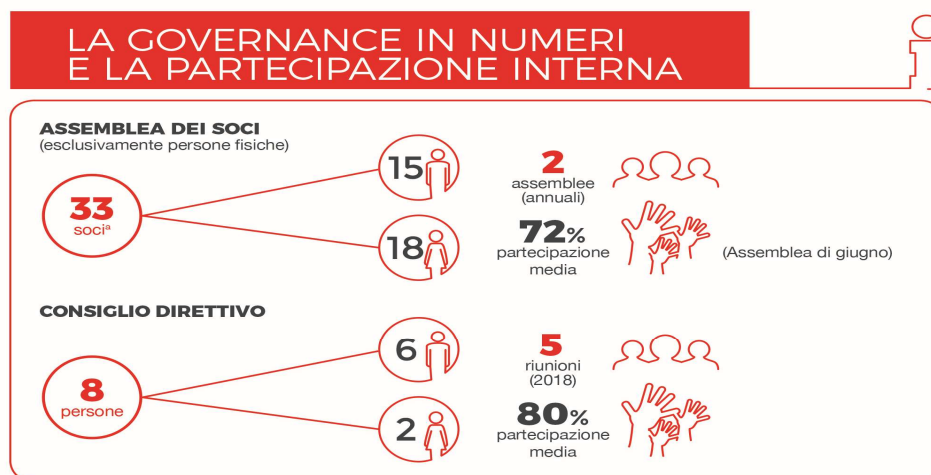 LA GOVERNANCE IN NUMERI
E LA PARTECIPAZIONE INTERNA
ASSEMBLEA DEI SOCI
(esclusivamente persone fisiche)
33
sociª
15
18
2
assemblee
(annuali)
72%
partecipazione
media
(Assemblea di giugno)
CONSIGLIO DIRETTIVO
8
persone
6
2
5
riunioni
(2018)
80%
partecipazione
media